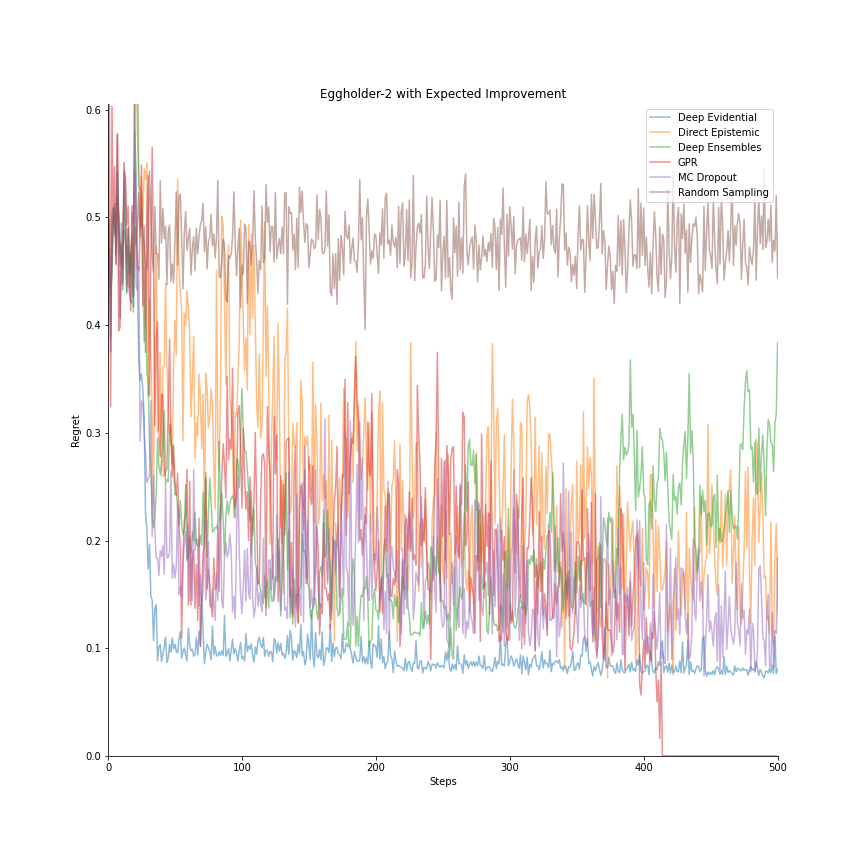 Eggholder-2 with Expected Improvement
Deep Evidential
Direct Epistemic
Deep Ensembles
GPR
MC Dropout
Random Sampling
0.6
0.5
0.4
0.3
0.2
0.1
0.0
Regret
0 100 200 300 400 500
Steps